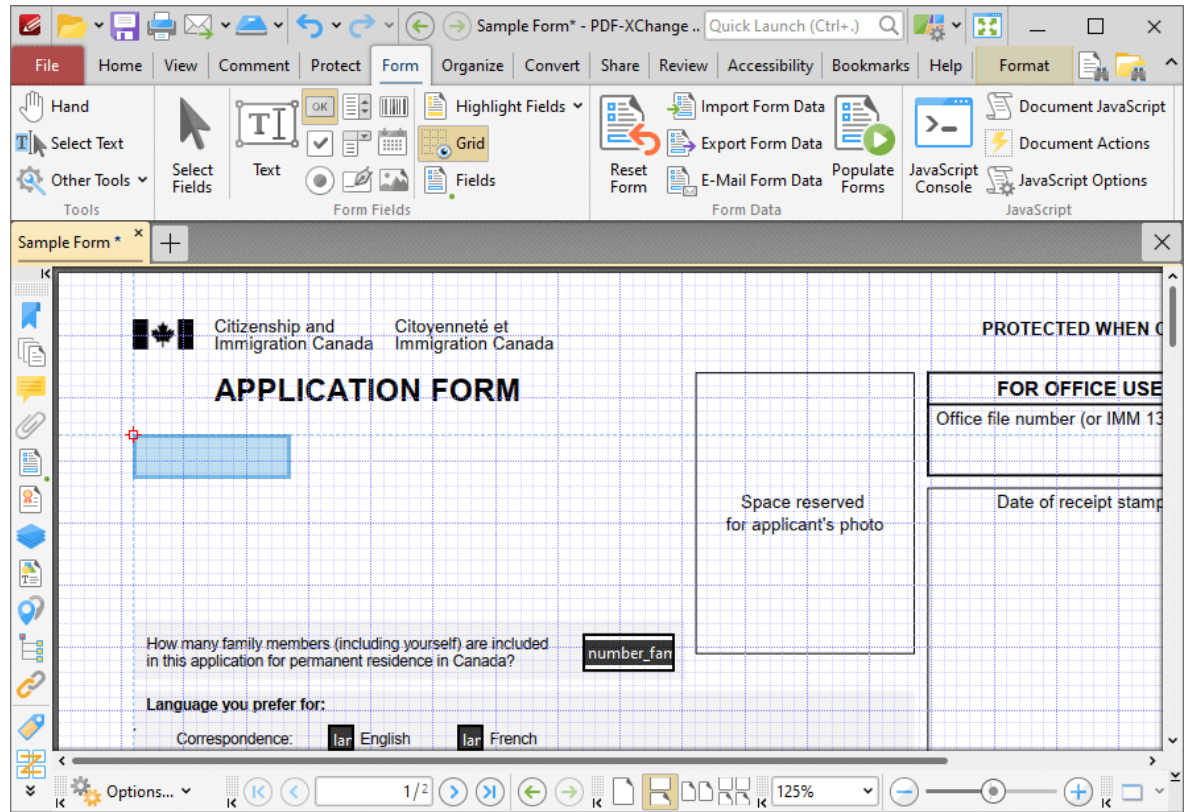 Sample Form* - PDF-XChange .. Quick Launch (Ctrl+.)
File Home View Comment Protect Form Organize Convert Share Review Accessibility Bookmarks Help Format
Hand
Select Text
Other Tools
Tools
Select Fields
Text
OK
Highlight Fields
Grid
Fields
Form Fields
Reset Form
Import Form Data
Export Form Data
E-Mail Form Data
Populate Forms
Form Data
JavaScript Console
Document JavaScript
Document Actions
JavaScript Options
JavaScript
Sample Form *
Citizenship and
Immigration Canada
Citoyenneté et
Immigration Canada
PROTECTED WHEN
APPLICATION FORM
FOR OFFICE USE
Office file number (or IMM 13
Space reserved
for applicant's photo
Date of receipt stamp
How many family members (including yourself) are included
in this application for permanent residence in Canada?
number_fam
Language you prefer for:
Correspondence: lar English lar French
Options... 1/2 125%